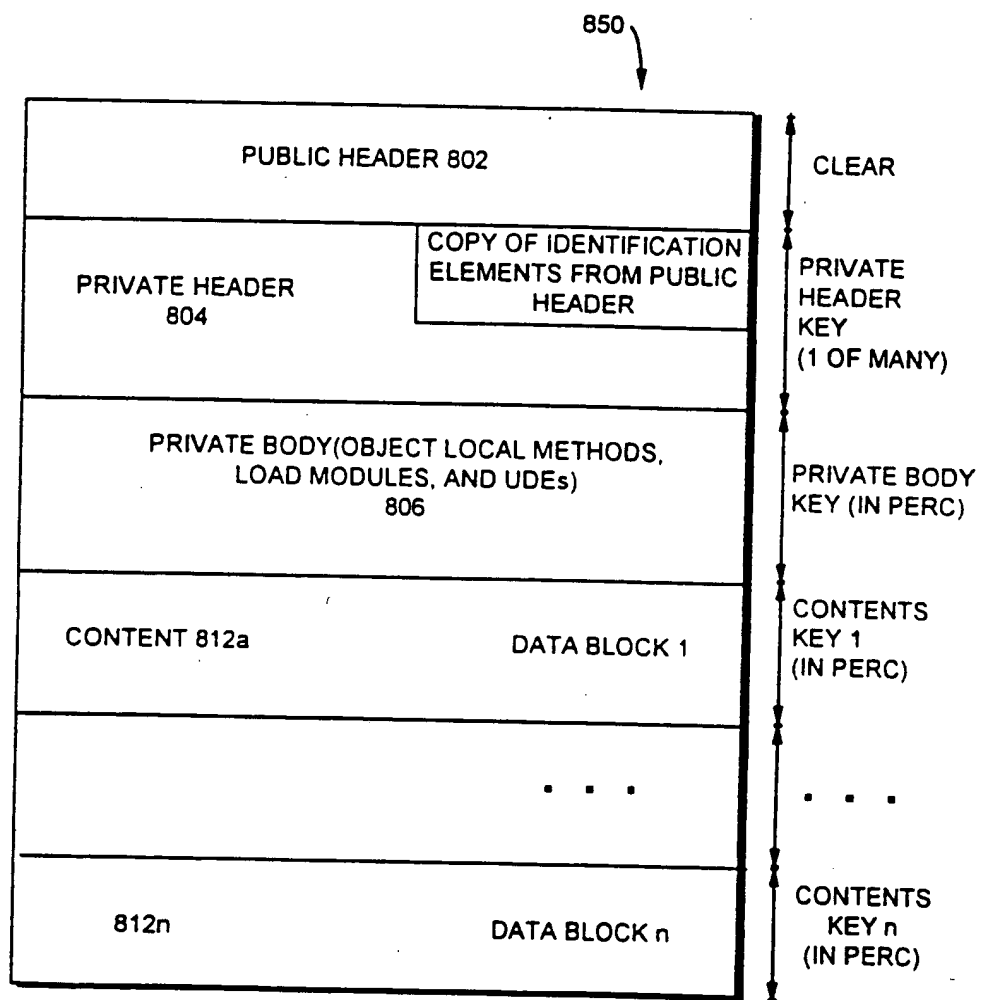 850
PUBLIC HEADER 802
CLEAR
PRIVATE HEADER
804
COPY OF IDENTIFICATION
ELEMENTS FROM PUBLIC
HEADER
PRIVATE
HEADER
KEY
(1 OF MANY)
PRIVATE BODY(OBJECT LOCAL METHODS,
LOAD MODULES, AND UDEs)
806
PRIVATE BODY
KEY (IN PERC)
CONTENT 812a
DATA BLOCK 1
CONTENTS
KEY 1
(IN PERC)
. . .
. . .
812n
DATA BLOCK n
CONTENTS
KEY n
(IN PERC)